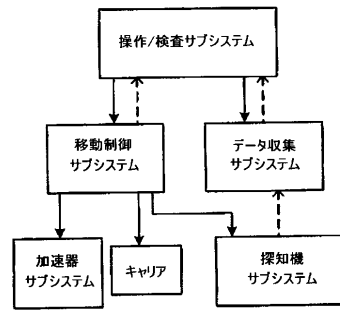 操作/検査サブシステム
移動制御
サブシステム
データ収集
サブシステム
加速器
サブシステム
キャリア
探知機
サブシステム